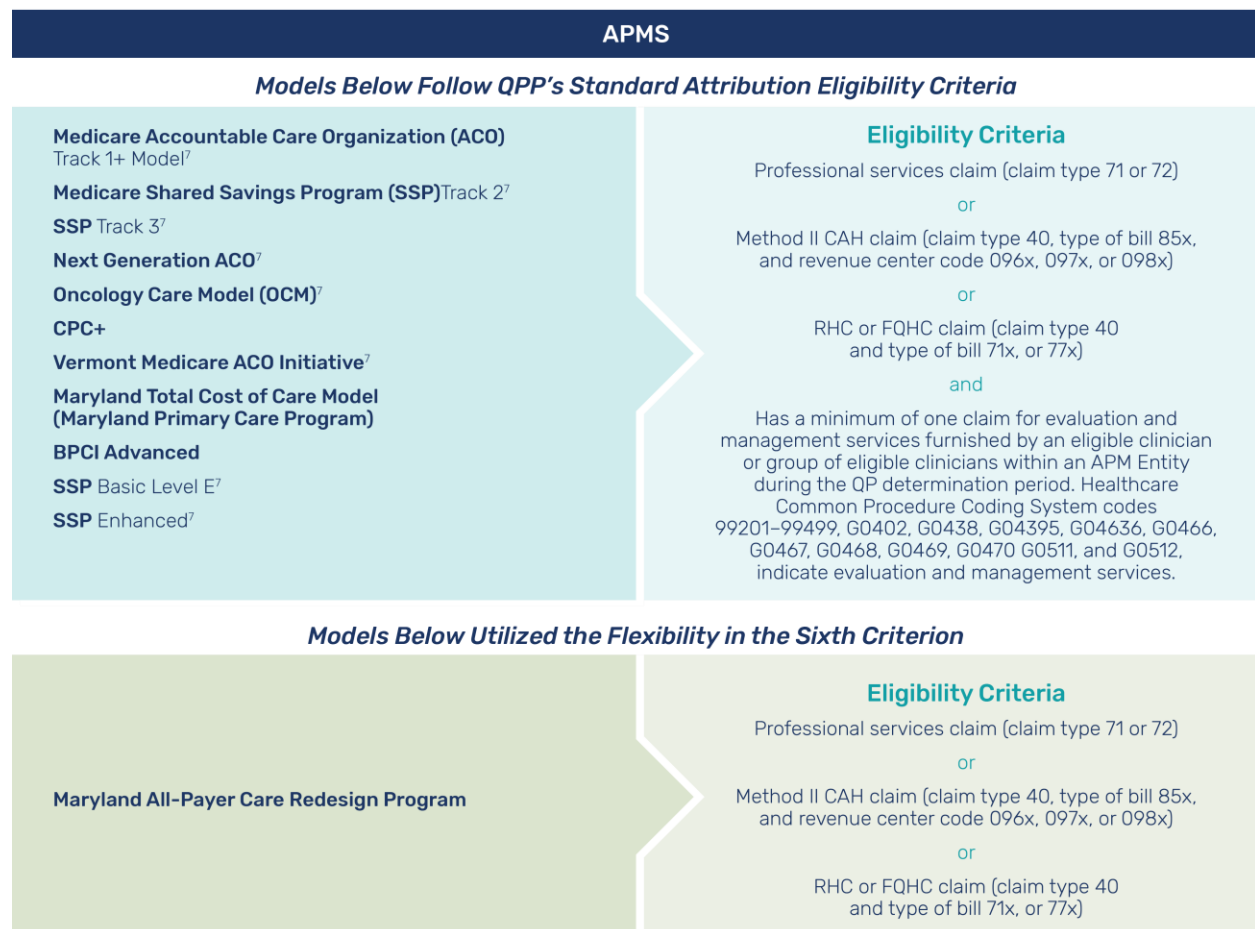 APMS
Models Below Follow QPP's Standard Attribution Eligibility Criteria
Medicare Accountable Care Organization (ACO)
Track 1+ Model7
Medicare Shared Savings Program (SSP)Track 27
SSP Track 37
Next Generation ACO7
Oncology Care Model (OCM)7
CPC+
Vermont Medicare ACO Initiative7
Maryland Total Cost of Care Model
(Maryland Primary Care Program)
BPCI Advanced
SSP Basic Level E7
SSP Enhanced7
Eligibility Criteria
Professional services claim (claim type 71 or 72)
or
Method II CAH claim (claim type 40, type of bill 85x,
and revenue center code 096x, 097x, or 098x)
or
RHC or FQHC claim (claim type 40
and type of bill 71x, or 77x)
and
Has a minimum of one claim for evaluation and
management services furnished by an eligible clinician
or group of eligible clinicians within an APM Entity
during the QP determination period. Healthcare
Common Procedure Coding System codes
99201–99499, G0402, G0438, G04395, G04636, G0466,
G0467, G0468, G0469, G0470 G0511, and G0512,
indicate evaluation and management services.
Models Below Utilized the Flexibility in the Sixth Criterion
Maryland All-Payer Care Redesign Program
Eligibility Criteria
Professional services claim (claim type 71 or 72)
or
Method II CAH claim (claim type 40, type of bill 85x,
and revenue center code 096x, 097x, or 098x)
or
RHC or FQHC claim (claim type 40
and type of bill 71x, or 77x)